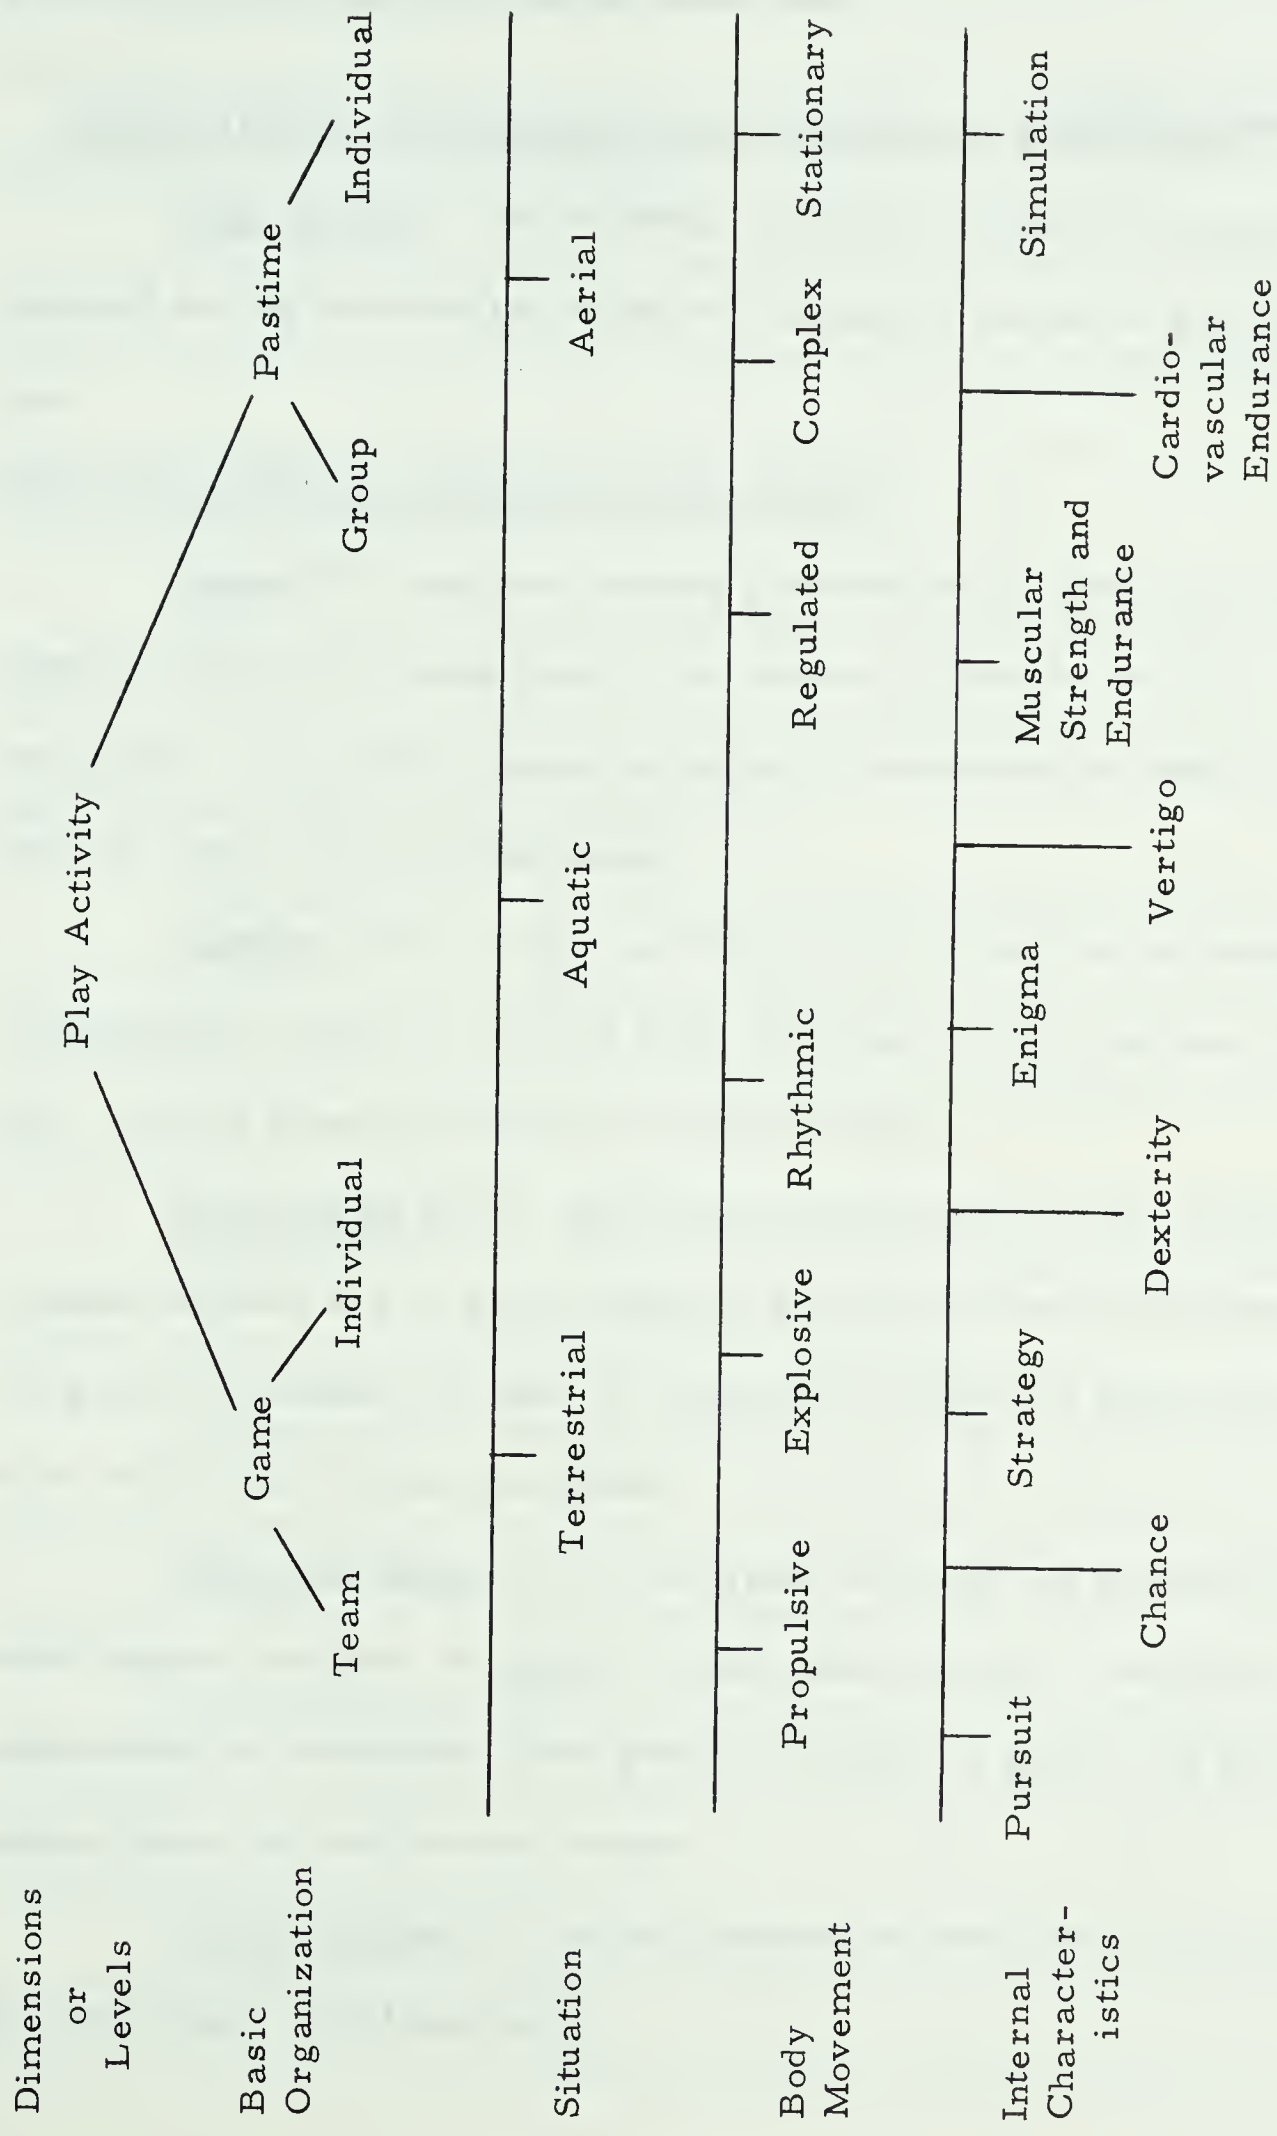 Dimensions
or
Levels
Play Activity
Basic
Organization
Game
Pastime
Team
Individual
Group
Individual
Situation
Terrestrial
Aquatic
Aerial
Body
Movement
Propulsive
Explosive
Rhythmic
Regulated
Complex
Stationary
Internal
Character-
istics
Pursuit
Strategy
Enigma
Muscular
Strength and
Endurance
Simulation
Chance
Dexterity
Vertigo
Cardio-
vascular
Endurance